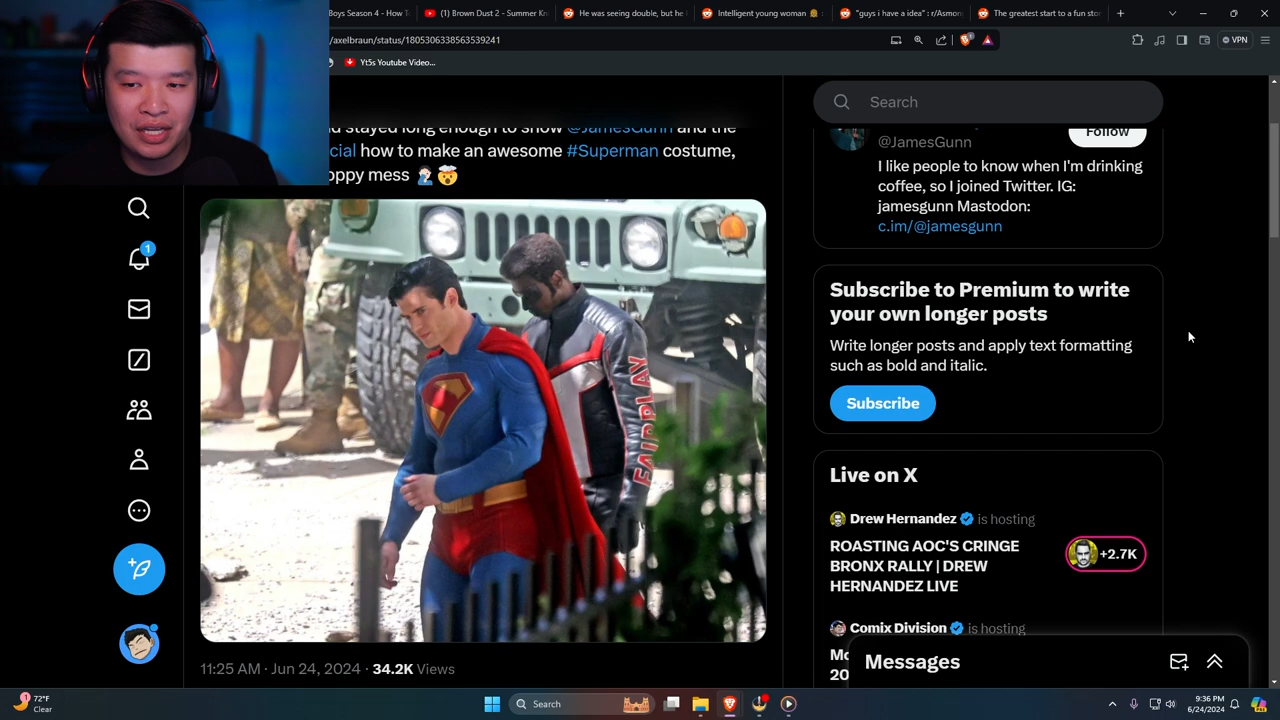 Boys Season 4 - How T
(1) Brown Dust 2 - Summer Kn
He was seeing double, but he
Intelligent young woman
"guys i have a idea" : r/Asmon
The greatest start to a fun stor
/axelbraun/status/1805306338563539241
VPN
Yt5s Youtube Video...
Search
stayed long enough to show @JamesGunn and the
cial how to make an awesome #Superman costume,
oppy mess
@JamesGunn
Follow
I like people to know when I'm drinking
coffee, so I joined Twitter. IG:
jamesgunn Mastodon:
c.im/@jamesgunn
1
Subscribe to Premium to write
your own longer posts
Write longer posts and apply text formatting
such as bold and italic.
Subscribe
FAIRPLAY
Live on X
Drew Hernandez is hosting
ROASTING AOC'S CRINGE
BRONX RALLY | DREW
HERNANDEZ LIVE
+2.7K
Comix Division is hosting
Mo
20
Messages
11:25 AM · Jun 24, 2024 · 34.2K Views
1
72°F
Clear
Search
9:36 PM
6/24/2024